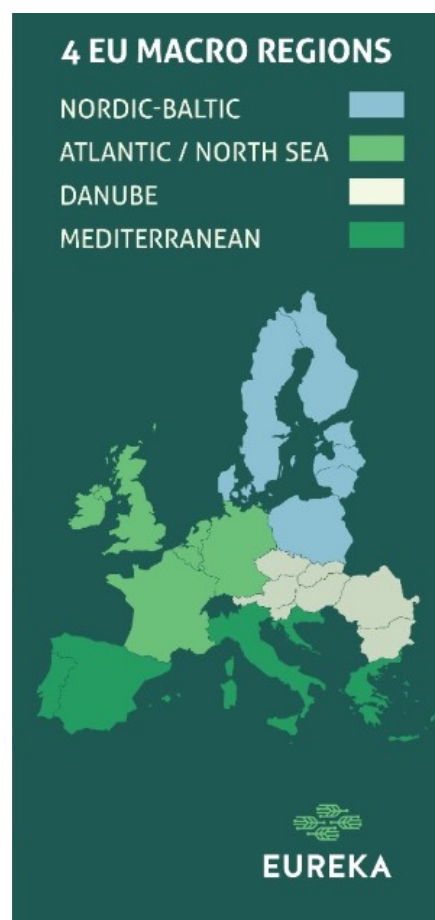 4 EU MACRO REGIONS
NORDIC-BALTIC
ATLANTIC / NORTH SEA
DANUBE
MEDITERRANEAN
EUREKA